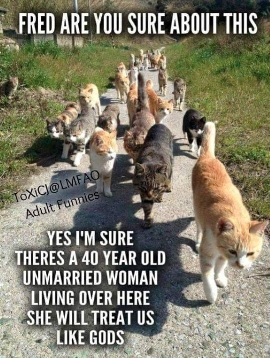 FRED ARE YOU SURE ABOUT THIS
ToXiC)@LMFAO
Adult Funnies
YES I'M SURE
THERES A 40 YEAR OLD
UNMARRIED WOMAN
LIVING OVER HERE
SHE WILL TREAT US
LIKE GODS